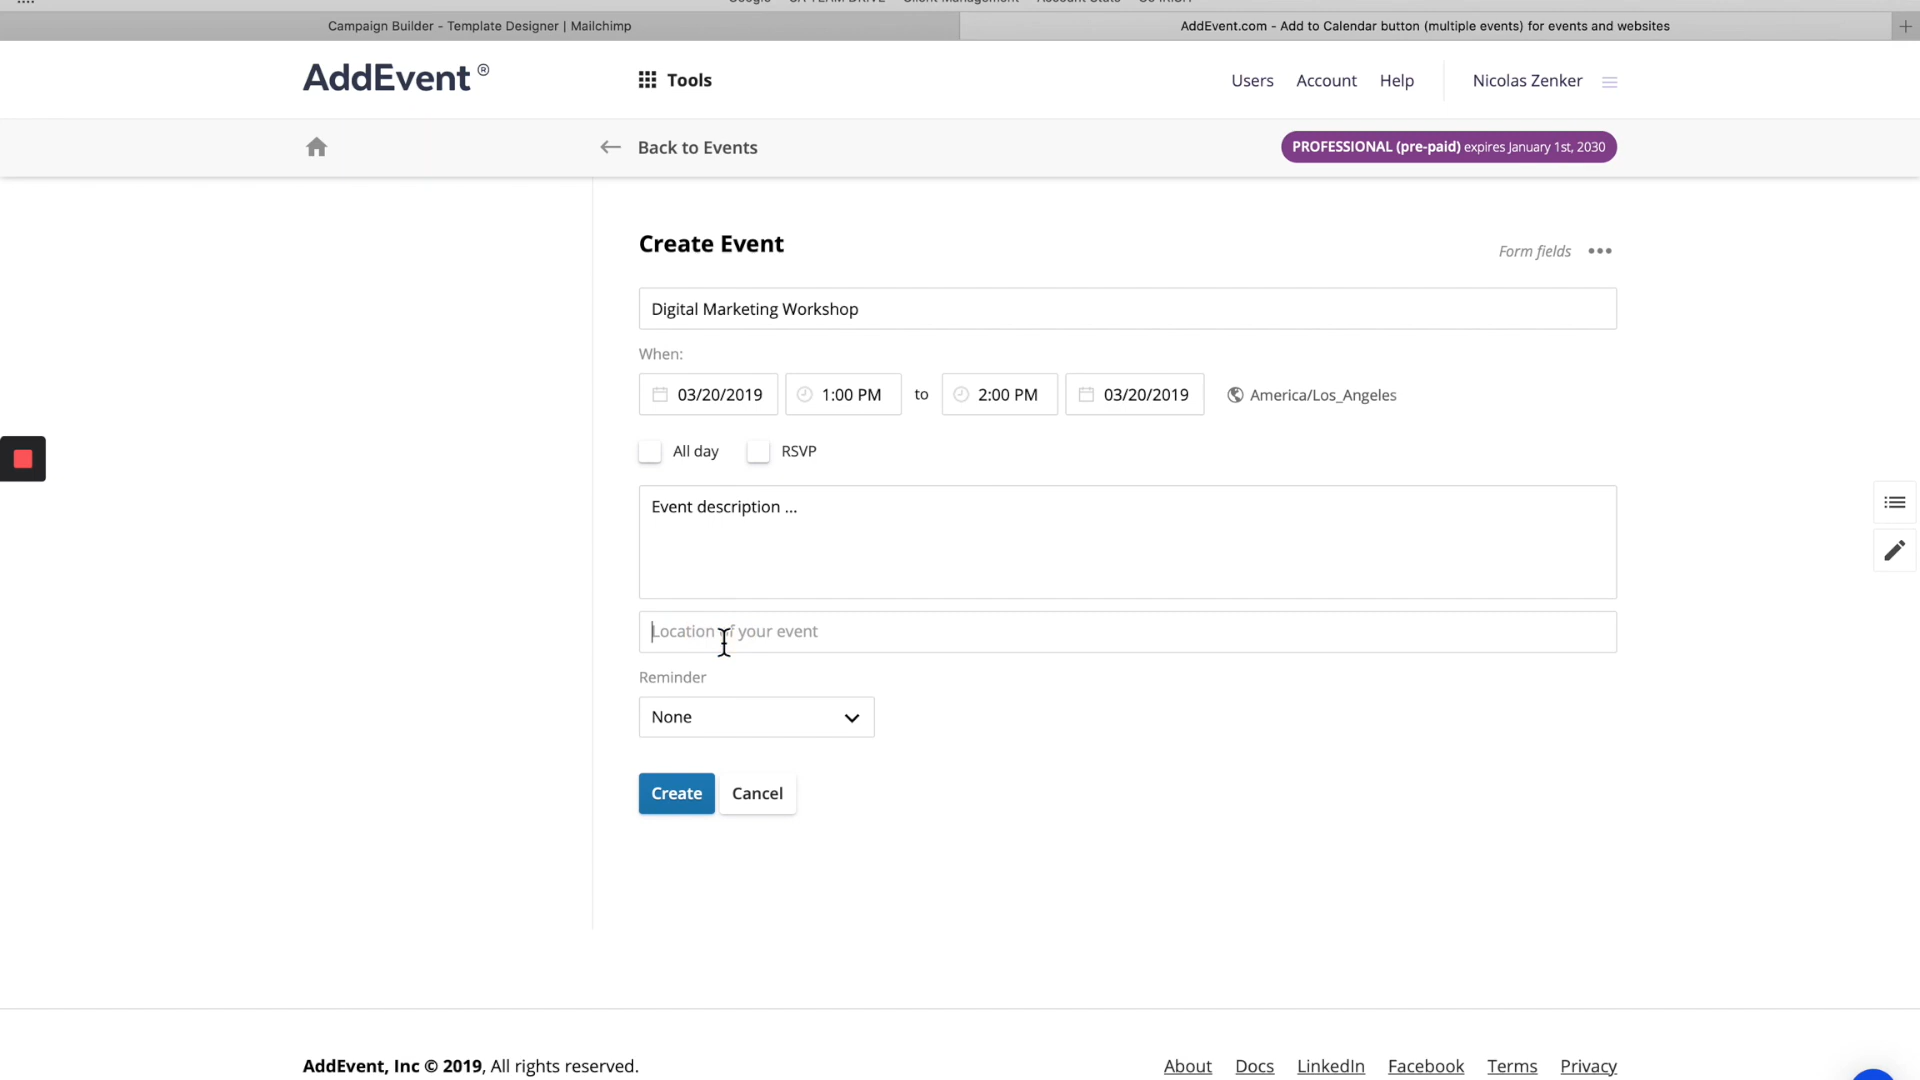 Campaign Builder - Template Designer | Mailchimp
AddEvent.com - Add to Calendar button (multiple events) for events and websites
AddEvent ®
Tools
Users Account Help Nicolas Zenker
Back to Events
PROFESSIONAL (pre-paid) expires January 1st, 2030
Create Event
Form fields
Digital Marketing Workshop
When:
03/20/2019 1:00 PM to 2:00 PM 03/20/2019 America/Los_Angeles
All day RSVP
Event description ...
Location of your event
Reminder
None
Create Cancel
AddEvent, Inc © 2019, All rights reserved.
About Docs LinkedIn Facebook Terms Privacy